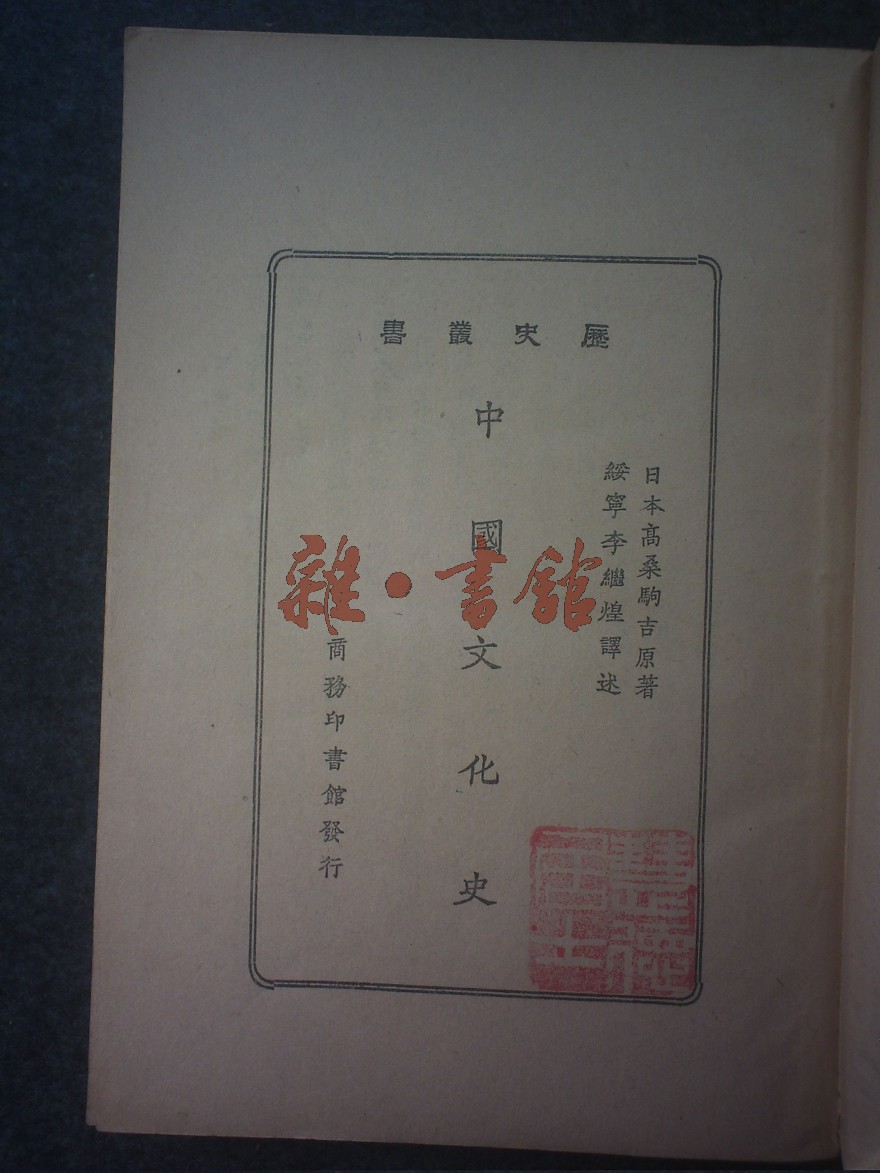 歷史叢書
日本高桑駒吉原著
綏寧李繼煌譯述
中國文化史
商務印書館發行
雜·書館